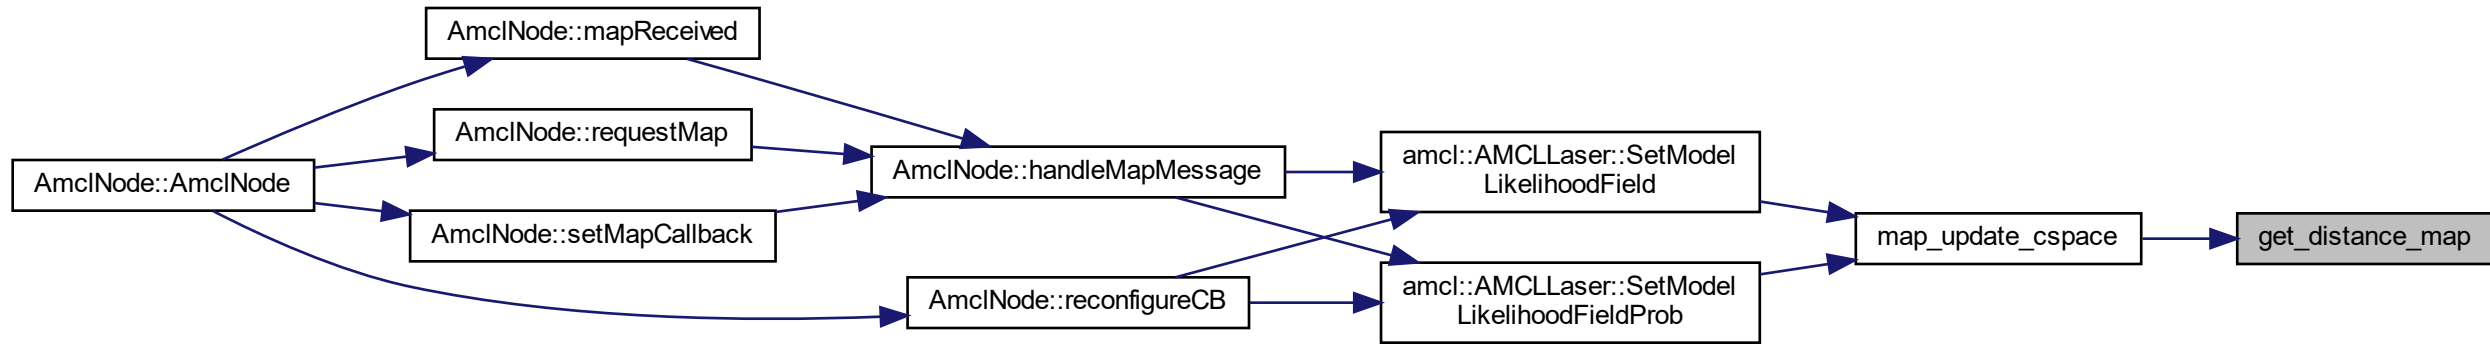 AmclNode::mapReceived
AmclNode::requestMap
AmclNode::AmclNode
AmclNode::setMapCallback
AmclNode::handleMapMessage
AmclNode::reconfigureCB
amcl::AMCLLaser::SetModel
LikelihoodField
amcl::AMCLLaser::SetModel
LikelihoodFieldProb
map_update_cspace
get_distance_map